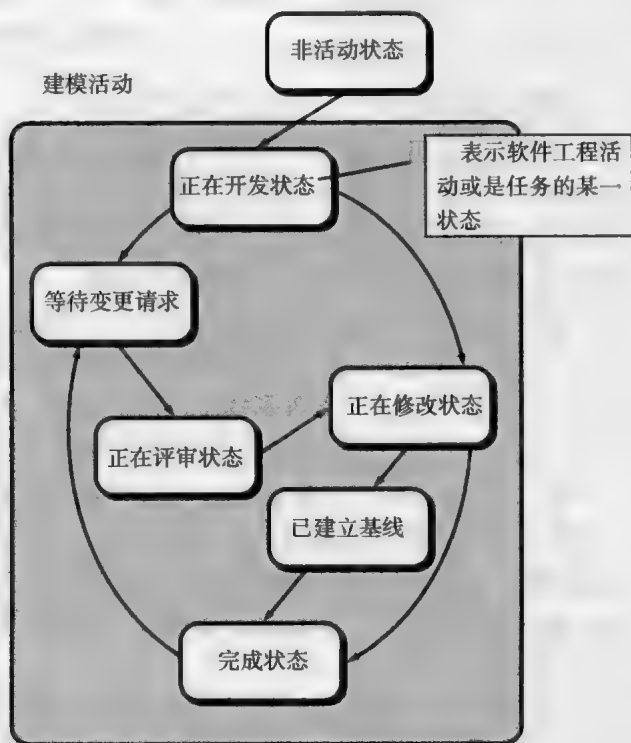 非活动状态
建模活动
正在开发状态
表示软件工程活
动或是任务的某一
状态
等待变更请求
正在修改状态
正在评审状态
已建立基线
完成状态